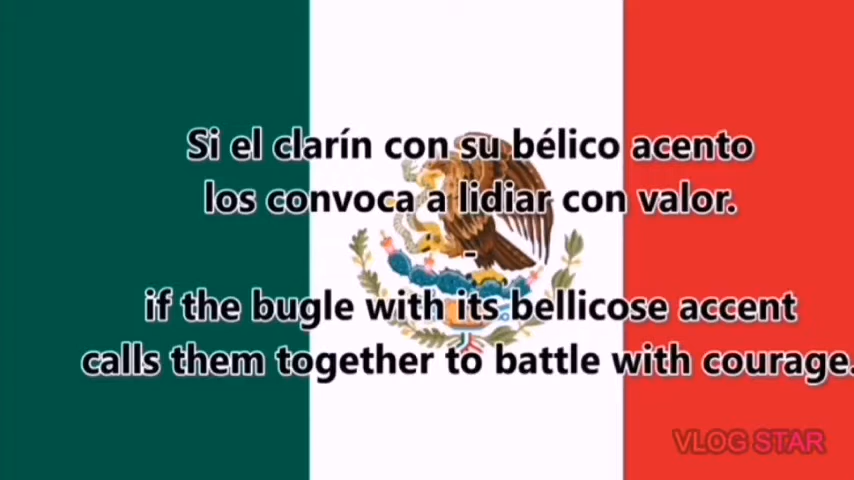 Si el clarín con su bélico acento
los convoca a lidiar con valor.
-
if the bugle with its bellicose accent
calls them together to battle with courage.
VLOG STAR